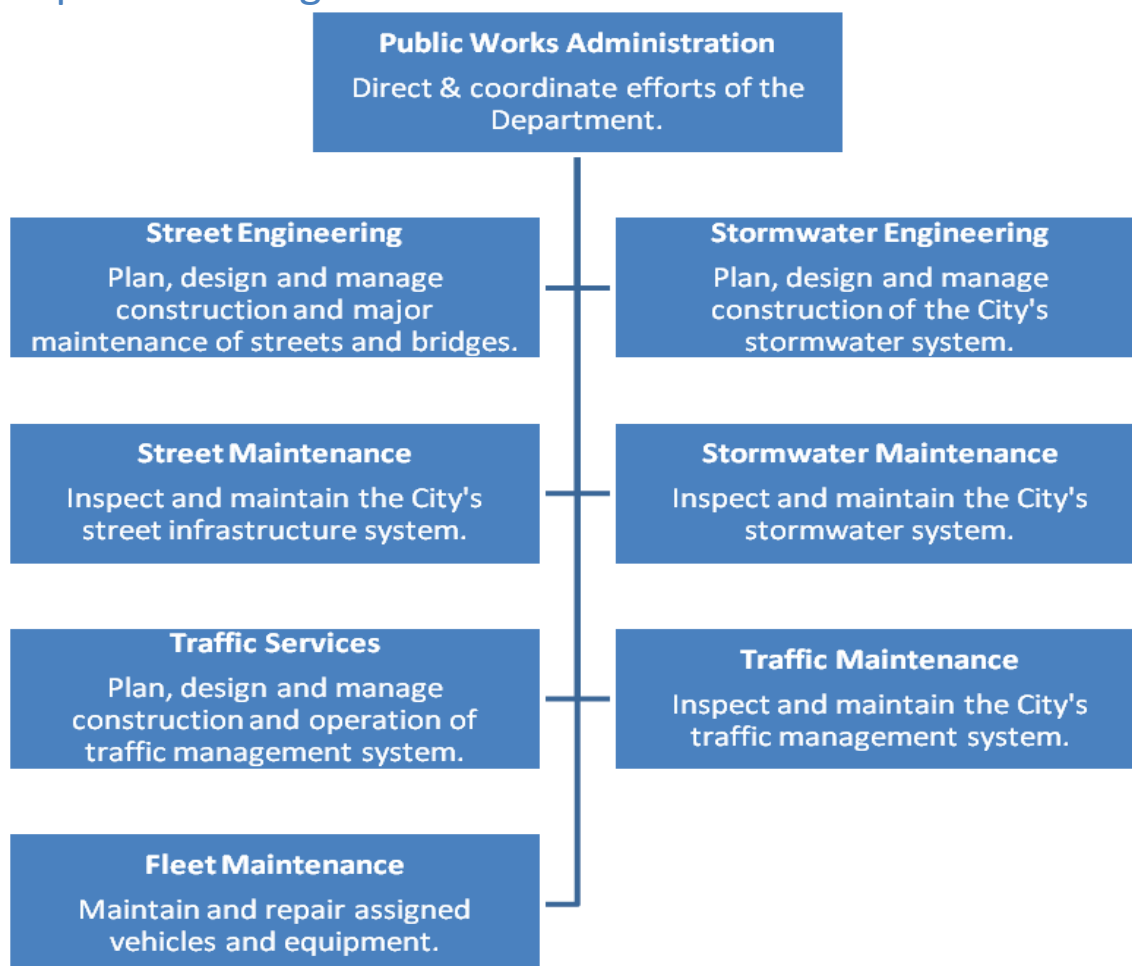 Public Works Administration
Direct & coordinate efforts of the
Department.
Street Engineering
Plan, design and manage
construction and major
maintenance of streets and bridges.
Stormwater Engineering
Plan, design and manage
construction of the City's
stormwater system.
Street Maintenance
Inspect and maintain the City's
street infrastructure system.
Stormwater Maintenance
Inspect and maintain the City's
stormwater system.
Traffic Services
Plan, design and manage
construction and operation of
traffic management system.
Traffic Maintenance
Inspect and maintain the City's
traffic management system.
Fleet Maintenance
Maintain and repair assigned
vehicles and equipment.